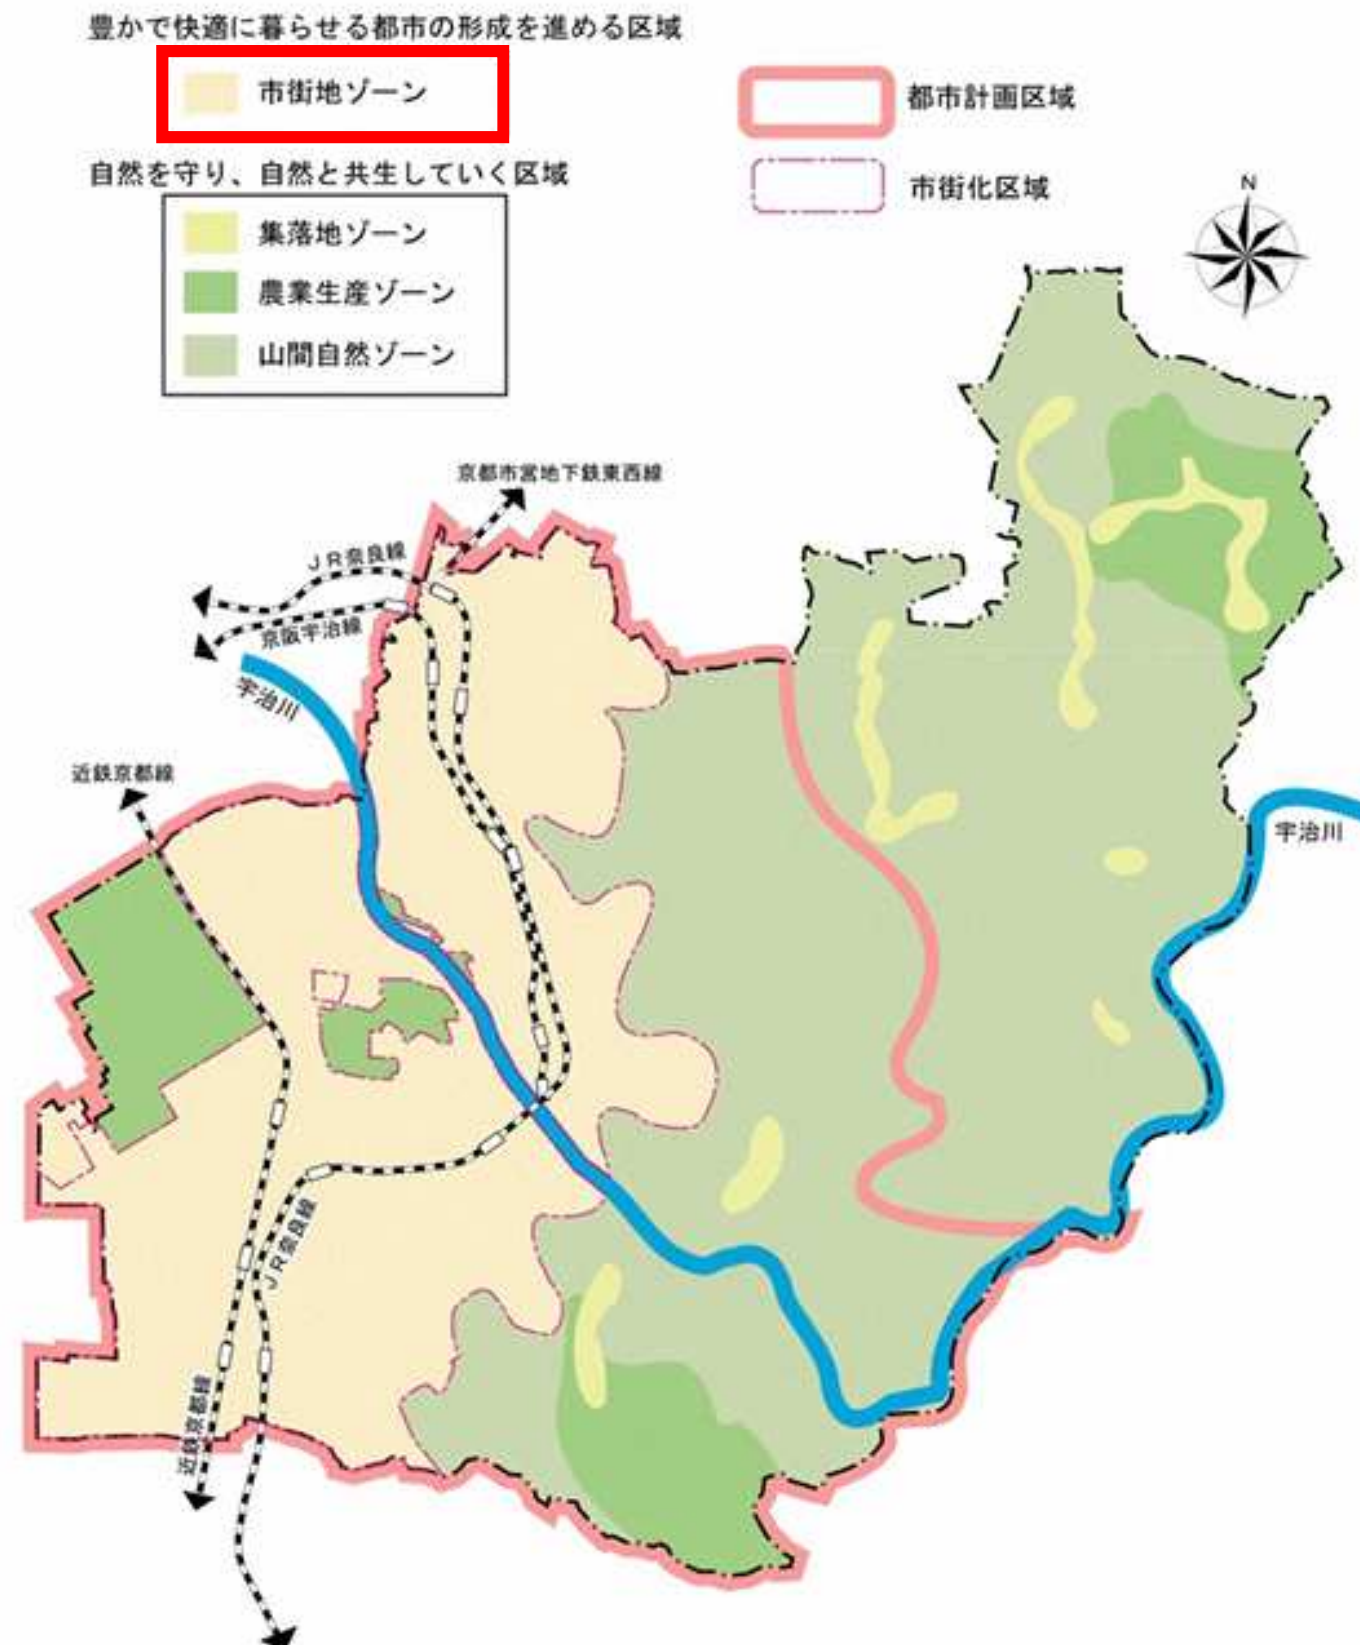 豊かで快適に暮らせる都市の形成を進める区域
市街地ゾーン
都市計画区域
自然を守り、自然と共生していく区域
市街化区域
N
集落地ゾーン
農業生産ゾーン
山間自然ゾーン
京都市営地下鉄東西線
JR奈良線
京阪宇治線
宇治川
近鉄京都線
宇治川
JR奈良線
近鉄京都線